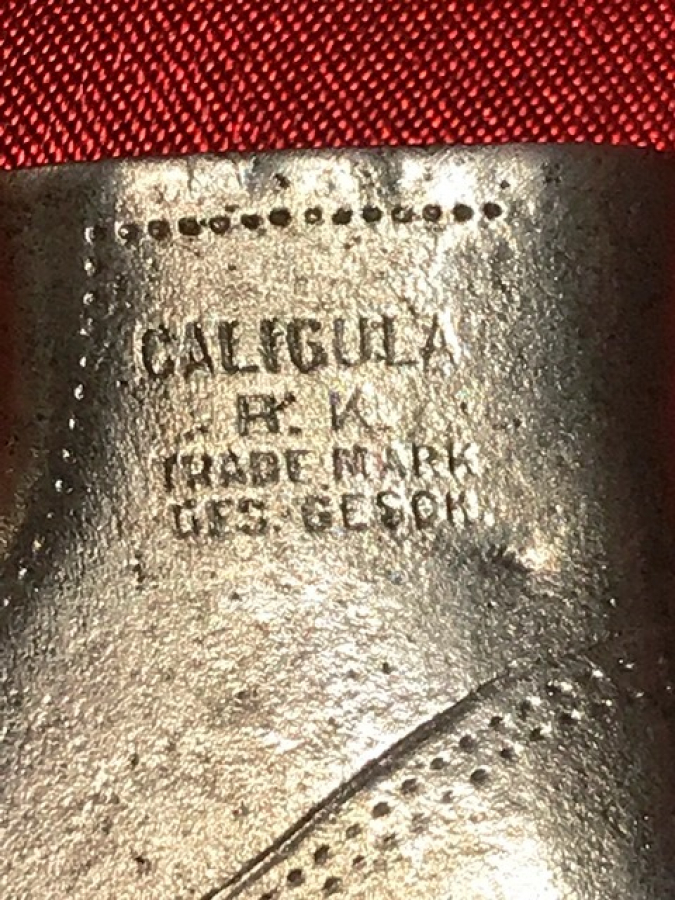 CALIGULA
R. K.
TRADE MARK
GES. GESCH.